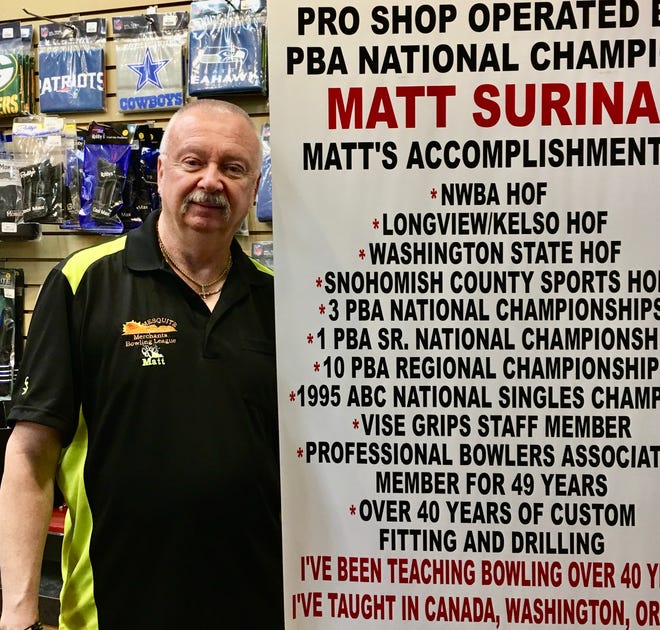 PATRIOTS
COWBOYS
SEAHAWKS
MESQUITE
Merchants
Bowling League
Matt
PRO SHOP OPERATED B
PBA NATIONAL CHAMPI
MATT SURINA
MATT'S ACCOMPLISHMENT
*NWBA HOF
*LONGVIEW/KELSO HOF
*WASHINGTON STATE HOF
*SNOHOMISH COUNTY SPORTS HO
*3 PBA NATIONAL CHAMPIONSHIPS
*1 PBA SR. NATIONAL CHAMPIONSH
*10 PBA REGIONAL CHAMPIONSHIP
*1995 ABC NATIONAL SINGLES CHAMP
*VISE GRIPS STAFF MEMBER
*PROFESSIONAL BOWLERS ASSOCIAT
MEMBER FOR 49 YEARS
*OVER 40 YEARS OF CUSTOM
FITTING AND DRILLING
I'VE BEEN TEACHING BOWLING OVER 40 Y
I'VE TAUGHT IN CANADA, WASHINGTON, OR